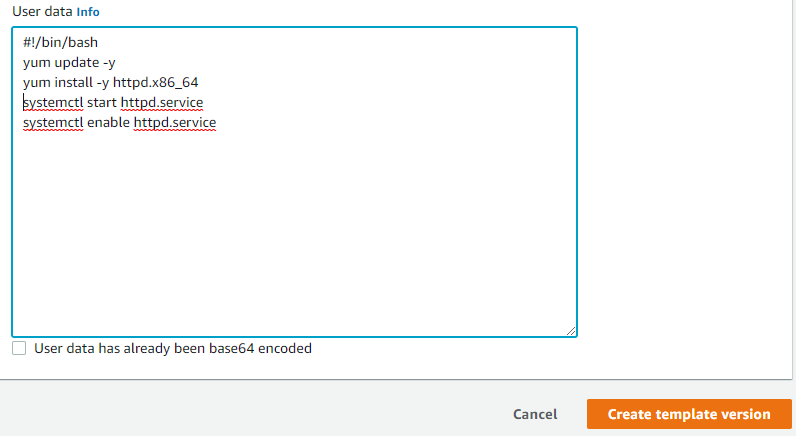 User data Info
#!/bin/bash
yum update -y
yum install -y httpd.x86_64
systemctl start httpd.service
systemctl enable httpd.service
User data has already been base64 encoded
Cancel Create template version